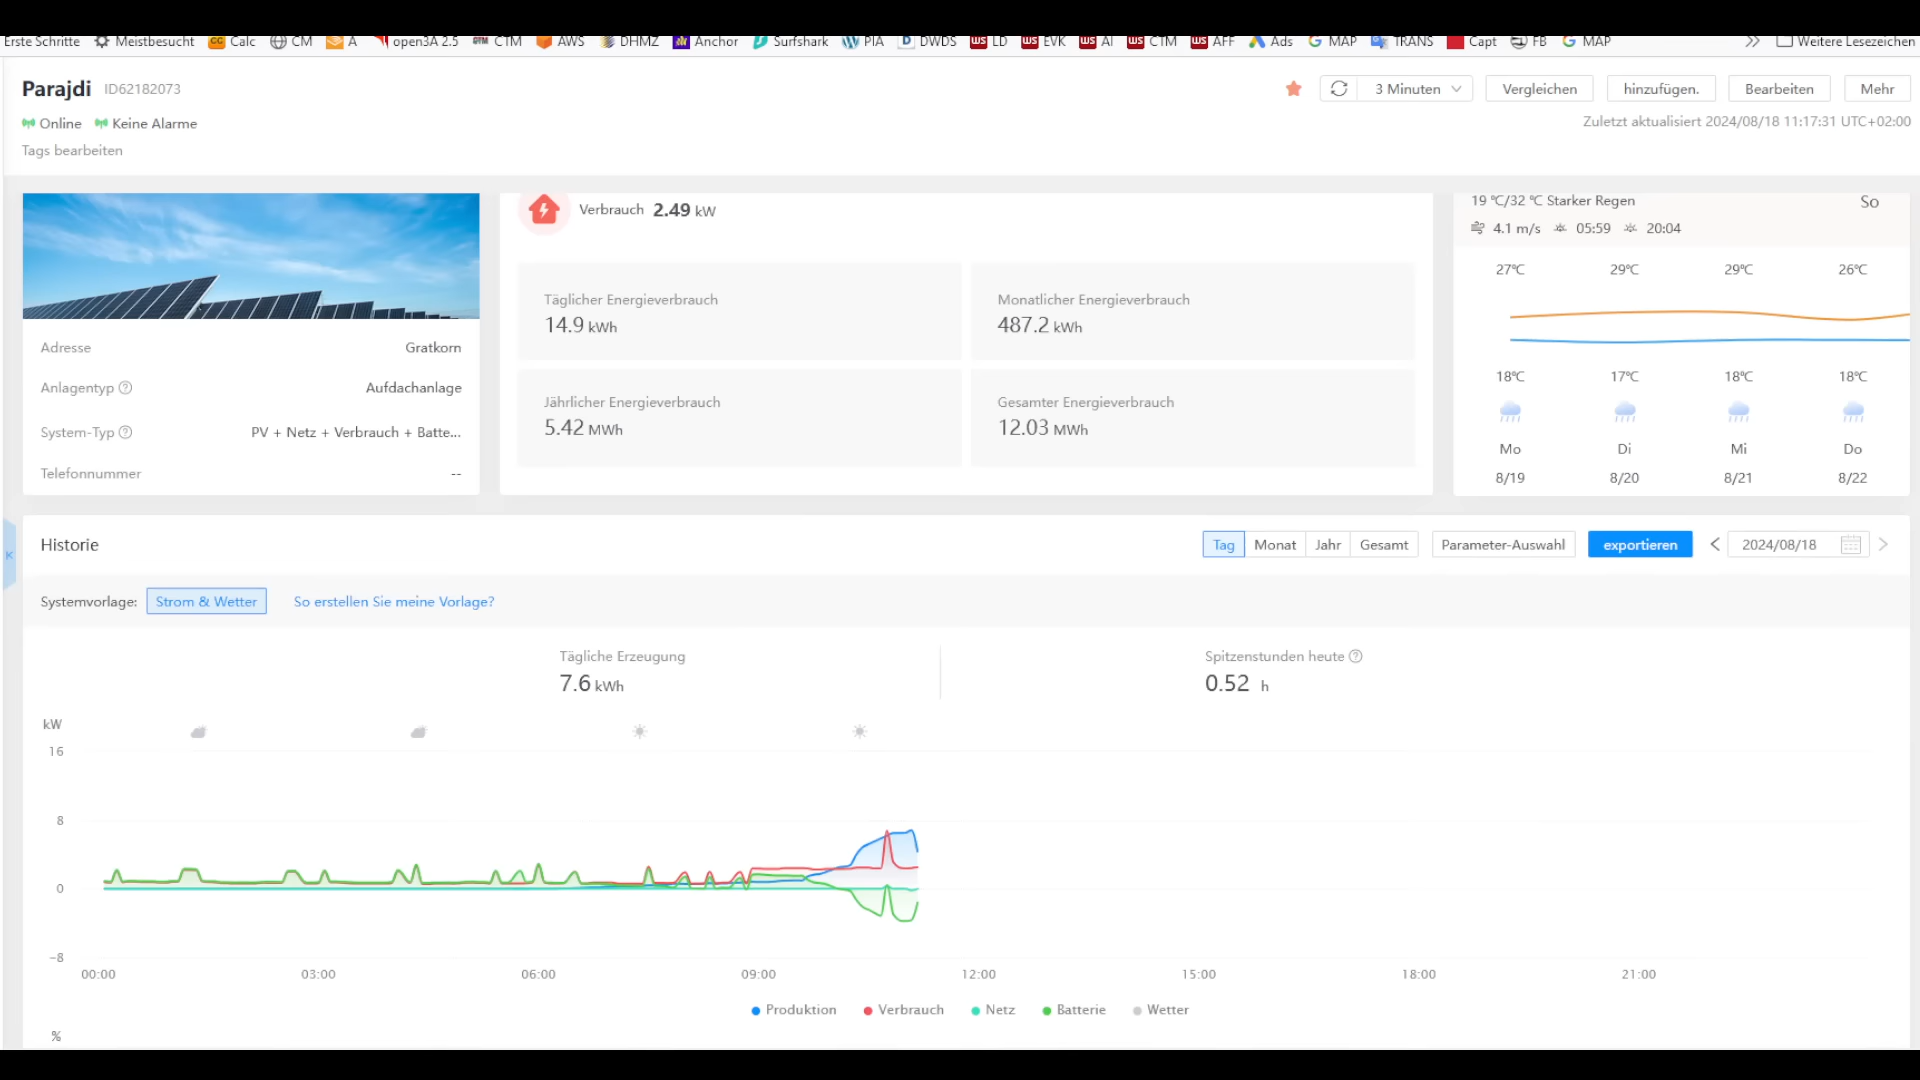 Erste Schritte Meistbesucht Calc CM A open3A 2.5 CTM AWS DHMZ Anchor Surfshark PIA DWDS LD EVK AI CTM AFF Ads MAP TRANS Capt FB MAP Weitere Lesezeichen
Parajdi ID62182073
3 Minuten Vergleichen hinzufügen. Bearbeiten Mehr
Online Keine Alarme
Zuletzt aktualisiert 2024/08/18 11:17:31 UTC+02:00
Tags bearbeiten
Adresse Gratkorn
Anlagentyp Aufdachanlage
System-Typ PV + Netz + Verbrauch + Batte...
Telefonnummer --
Verbrauch 2.49 kW
Täglicher Energieverbrauch
14.9 kWh
Monatlicher Energieverbrauch
487.2 kWh
Jährlicher Energieverbrauch
5.42 MWh
Gesamter Energieverbrauch
12.03 MWh
19 ℃/32 ℃ Starker Regen So
4.1 m/s 05:59 20:04
27℃ 29℃ 29℃ 26℃
18℃ 17℃ 18℃ 18℃
Mo Di Mi Do
8/19 8/20 8/21 8/22
Historie
Tag Monat Jahr Gesamt Parameter-Auswahl exportieren < 2024/08/18 >
Systemvorlage: Strom & Wetter So erstellen Sie meine Vorlage?
Tägliche Erzeugung
7.6 kWh
Spitzenstunden heute
0.52 h
kW
16
8
0
-8
00:00 03:00 06:00 09:00 12:00 15:00 18:00 21:00
Produktion Verbrauch Netz Batterie Wetter
%